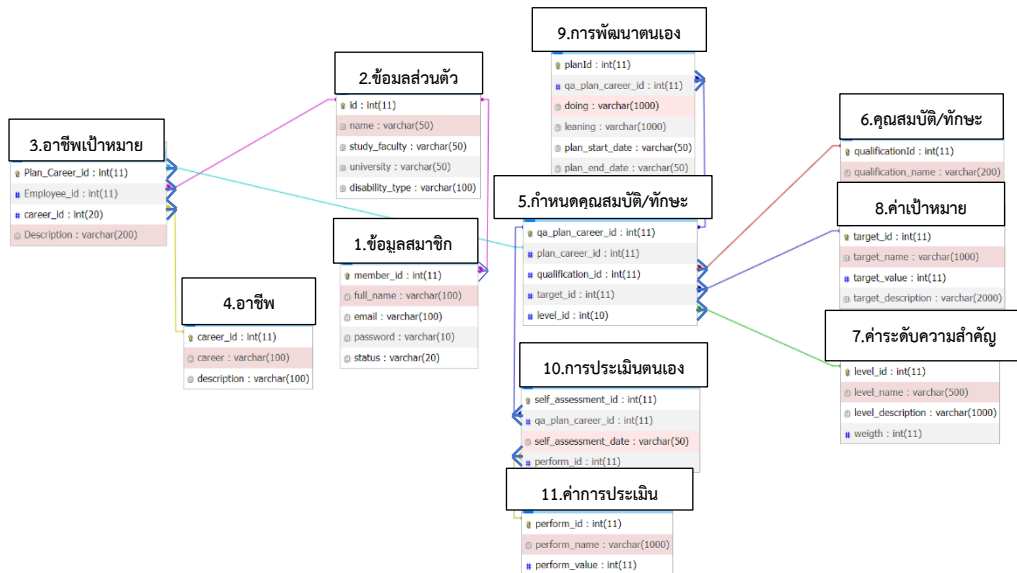 1.ข้อมูลสมาชิก
member_id : int(11)
full_name : varchar(100)
email : varchar(100)
password : varchar(10)
status : varchar(20)
2.ข้อมูลส่วนตัว
id : int(11)
name : varchar(50)
study_faculty : varchar(50)
university : varchar(50)
disability_type : varchar(100)
3.อาชีพเป้าหมาย
Plan_Career_id : int(11)
Employee_id : int(11)
career_id : int(20)
Description : varchar(200)
4.อาชีพ
career_id : int(11)
career : varchar(100)
description : varchar(100)
5.กำหนดคุณสมบัติ/ทักษะ
qa_plan_career_id : int(11)
plan_career_id : int(11)
qualification_id : int(11)
target_id : int(11)
level_id : int(10)
6.คุณสมบัติ/ทักษะ
qualificationId : int(11)
qualification_name : varchar(200)
7.ค่าระดับความสำคัญ
level_id : int(11)
level_name : varchar(500)
level_description : varchar(1000)
weigth : int(11)
8.ค่าเป้าหมาย
target_id : int(11)
target_name : varchar(1000)
target_value : int(11)
target_description : varchar(2000)
9.การพัฒนาตนเอง
planId : int(11)
qa_plan_career_id : int(11)
doing : varchar(1000)
leaning : varchar(1000)
plan_start_date : varchar(50)
plan_end_date : varchar(50)
10.การประเมินตนเอง
self_assessment_id : int(11)
qa_plan_career_id : int(11)
self_assessment_date : varchar(50)
perform_id : int(11)
11.ค่าการประเมิน
perform_id : int(11)
perform_name : varchar(1000)
perform_value : int(11)